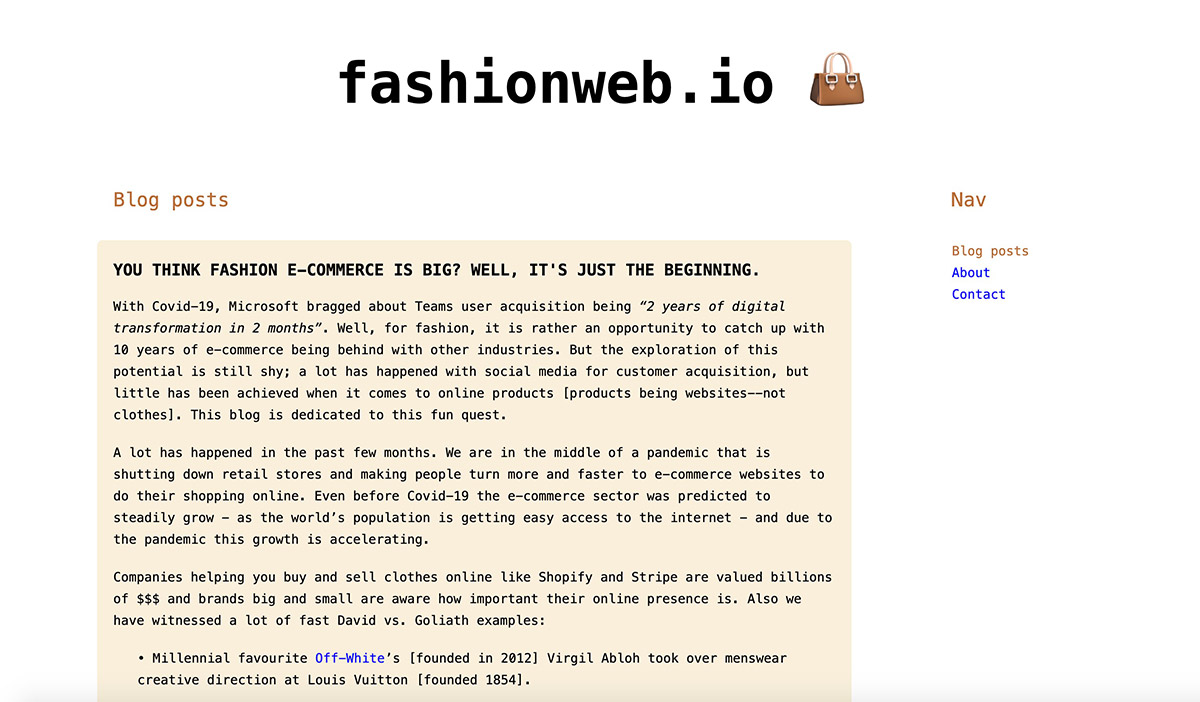 fashionweb.io 👜
Blog posts
Nav
YOU THINK FASHION E-COMMERCE IS BIG? WELL, IT'S JUST THE BEGINNING.
With Covid-19, Microsoft bragged about Teams user acquisition being “2 years of digital
transformation in 2 months”. Well, for fashion, it is rather an opportunity to catch up with
10 years of e-commerce being behind with other industries. But the exploration of this
potential is still shy; a lot has happened with social media for customer acquisition, but
little has been achieved when it comes to online products [products being websites--not
clothes]. This blog is dedicated to this fun quest.
A lot has happened in the past few months. We are in the middle of a pandemic that is
shutting down retail stores and making people turn more and faster to e-commerce websites to
do their shopping online. Even before Covid-19 the e-commerce sector was predicted to
steadily grow – as the world’s population is getting easy access to the internet – and due to
the pandemic this growth is accelerating.
Companies helping you buy and sell clothes online like Shopify and Stripe are valued billions
of $$$ and brands big and small are aware how important their online presence is. Also we
have witnessed a lot of fast David vs. Goliath examples:
• Millennial favourite Off-White’s [founded in 2012] Virgil Abloh took over menswear
creative direction at Louis Vuitton [founded 1854].
Blog posts
About
Contact